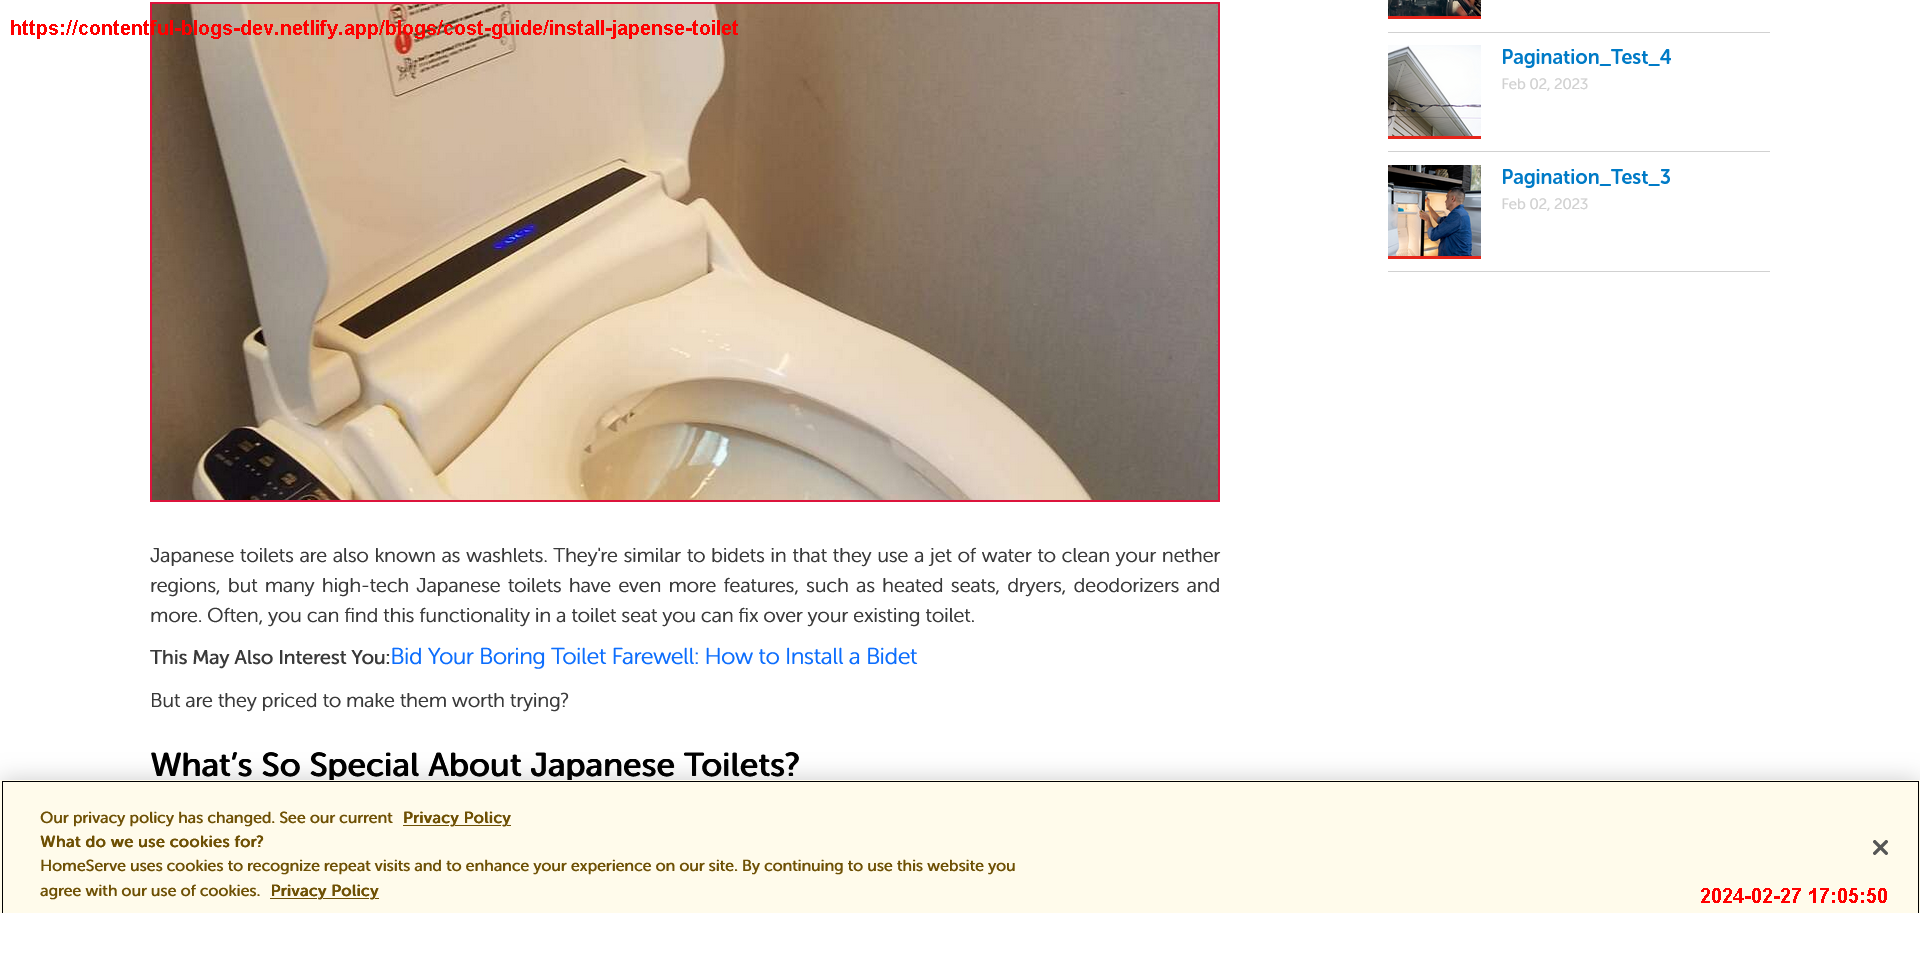 https://contentful-blogs-dev.netlify.app/blogs/cost-guide/install-japense-toilet
Pagination_Test_4
Feb 02, 2023
Pagination_Test_3
Feb 02, 2023
Japanese toilets are also known as washlets. They're similar to bidets in that they use a jet of water to clean your nether
regions, but many high-tech Japanese toilets have even more features, such as heated seats, dryers, deodorizers and
more. Often, you can find this functionality in a toilet seat you can fix over your existing toilet.
This May Also Interest You:Bid Your Boring Toilet Farewell: How to Install a Bidet
But are they priced to make them worth trying?
What's So Special About Japanese Toilets?
Our privacy policy has changed. See our current Privacy Policy
What do we use cookies for?
HomeServe uses cookies to recognize repeat visits and to enhance your experience on our site. By continuing to use this website you
agree with our use of cookies. Privacy Policy
2024-02-27 17:05:50